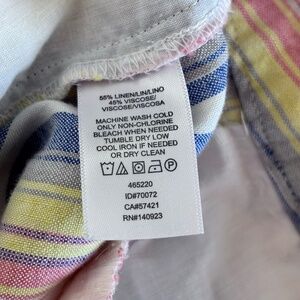 55% LINEN/LIN/LINO
45% VISCOSE/
VISCOSE/VISCOSA
MACHINE WASH COLD
ONLY NON-CHLORINE
BLEACH WHEN NEEDED
TUMBLE DRY LOW
COOL IRON IF NEEDED
OR DRY CLEAN
465220
ID#70072
CA#57421
RN#140923